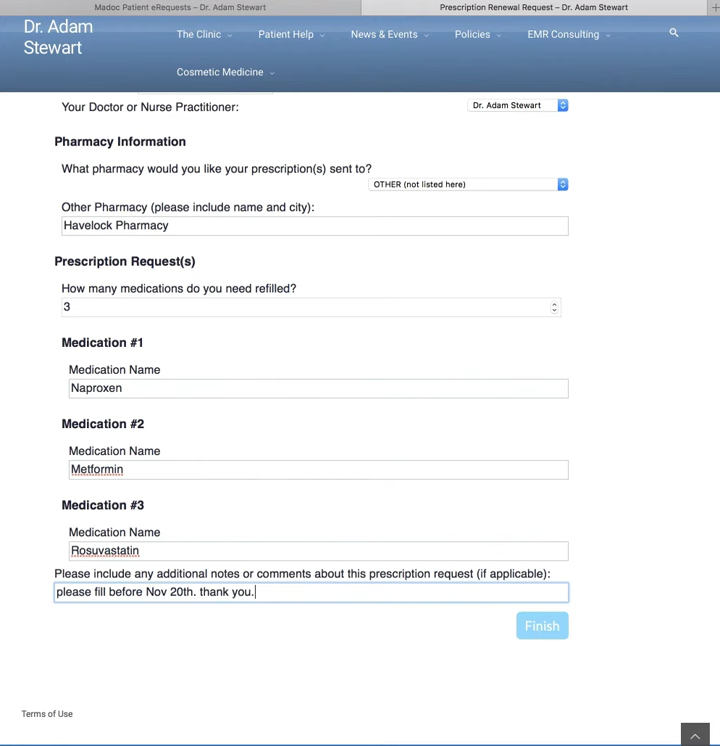 Madoc Patient eRequests – Dr. Adam Stewart
Prescription Renewal Request – Dr. Adam Stewart
Dr. Adam
Stewart
The Clinic
Patient Help
News & Events
Policies
EMR Consulting
Cosmetic Medicine
Your Doctor or Nurse Practitioner:
Dr. Adam Stewart
Pharmacy Information
What pharmacy would you like your prescription(s) sent to?
OTHER (not listed here)
Other Pharmacy (please include name and city):
Havelock Pharmacy
Prescription Request(s)
How many medications do you need refilled?
3
Medication #1
Medication Name
Naproxen
Medication #2
Medication Name
Metformin
Medication #3
Medication Name
Rosuvastatin
Please include any additional notes or comments about this prescription request (if applicable):
please fill before Nov 20th. thank you.
Finish
Terms of Use